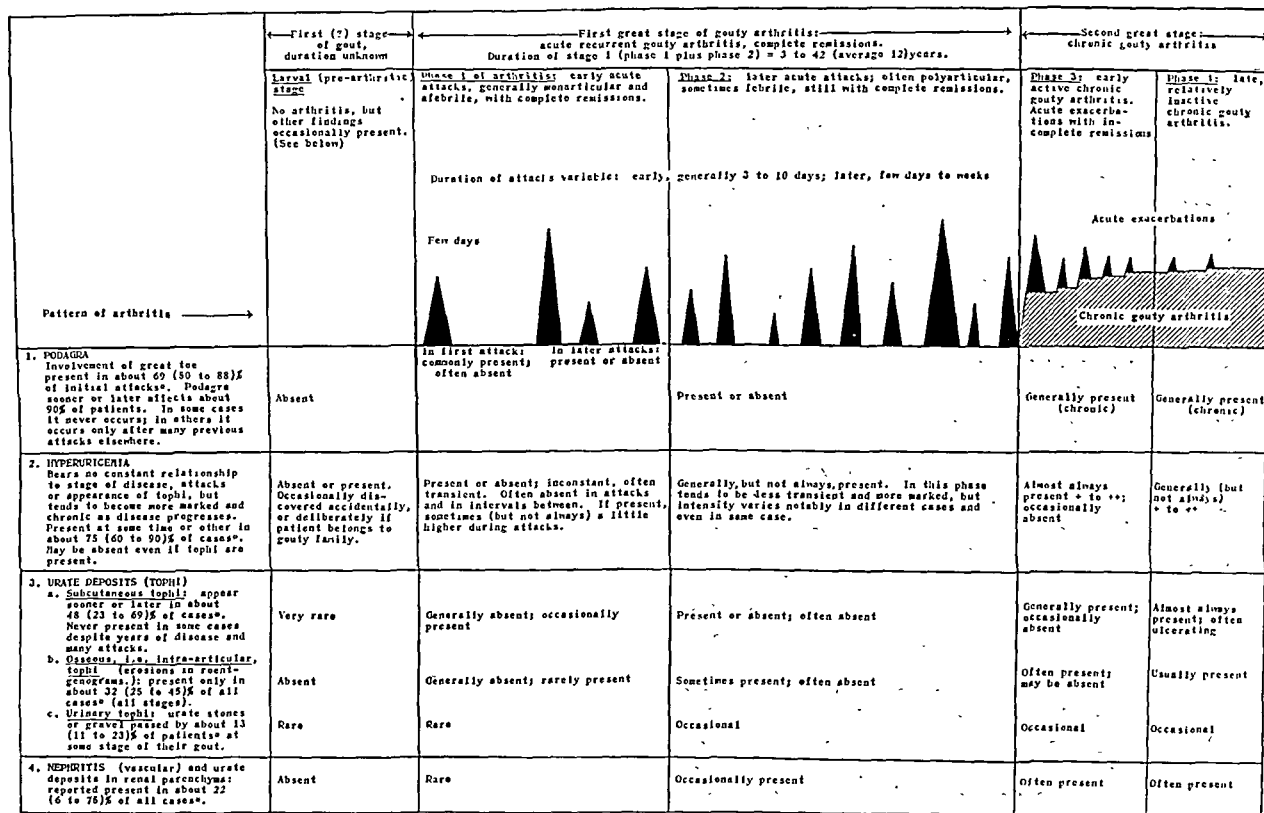 First (?) stage
of gout,
duration unknown
First great stage of gouty arthritis:
acute recurrent gouty arthritis, complete remissions.
Duration of stage 1 (phase 1 plus phase 2) = 3 to 42 (average 12)years.
Second great stage:
chronic gouty arthritis
Larval (pre-arthritic)
stage
No arthritis, but
other findings
occasionally present.
(See below)
Phase 1 of arthritis: early acute
attacks, generally monarticular and
afebrile, with complete remissions.
Phase 2: later acute attacks; often polyarticular,
sometimes febrile, still with complete remissions.
Phase 3: early
active chronic
gouty arthritis.
Acute exacerba-
tions with in-
complete remissions
Phase 4: late,
relatively
inactive
chronic gouty
arthritis.
Duration of attacks variable: early, generally 3 to 10 days; later, few days to weeks
Few days
Acute exacerbations
Pattern of arthritis
Chronic gouty arthritis
1. PODAGRA
Involvement of great toe
present in about 69 (50 to 88)%
of initial attacks*. Podagra
sooner or later affects about
90% of patients. In some cases
it never occurs; in others it
occurs only after many previous
attacks elsewhere.
Absent
In first attack:
commonly present;
often absent
In later attacks:
present or absent
Present or absent
Generally present
(chronic)
Generally present
(chronic)
2. HYPERURICEMIA
Bears no constant relationship
to stage of disease, attacks
or appearance of tophi, but
tends to become more marked and
chronic as disease progresses.
Present at some time or other in
about 75 (60 to 90)% of cases*.
May be absent even if tophi are
present.
Absent or present.
Occasionally dis-
covered accidentally,
or deliberately if
patient belongs to
gouty family.
Present or absent; inconstant, often
transient. Often absent in attacks
and in intervals between. If present,
sometimes (but not always) a little
higher during attacks.
Generally, but not always, present. In this phase
tends to be less transient and more marked, but
intensity varies notably in different cases and
even in same case.
Almost always
present + to ++;
occasionally
absent
Generally (but
not always)
+ to ++
3. URATE DEPOSITS (TOPHI)
a. Subcutaneous tophi: appear
sooner or later in about
48 (23 to 69)% of cases*.
Never present in some cases
despite years of disease and
many attacks.
Very rare
Generally absent; occasionally
present
Present or absent; often absent
Generally present;
occasionally
absent
Almost always
present; often
ulcerating
b. Osseous, i.e. intra-articular,
tophi (erosions in roent-
genograms.): present only in
about 32 (25 to 45)% of all
cases* (all stages).
Absent
Generally absent; rarely present
Sometimes present; often absent
Often present;
may be absent
Usually present
c. Urinary tophi: urate stones
or gravel passed by about 13
(11 to 23)% of patients* at
some stage of their gout.
Rare
Rare
Occasional
Occasional
Occasional
4. NEPHRITIS (vascular) and urate
deposits in renal parenchyma:
reported present in about 22
(6 to 76)% of all cases*.
Absent
Rare
Occasionally present
Often present
Often present